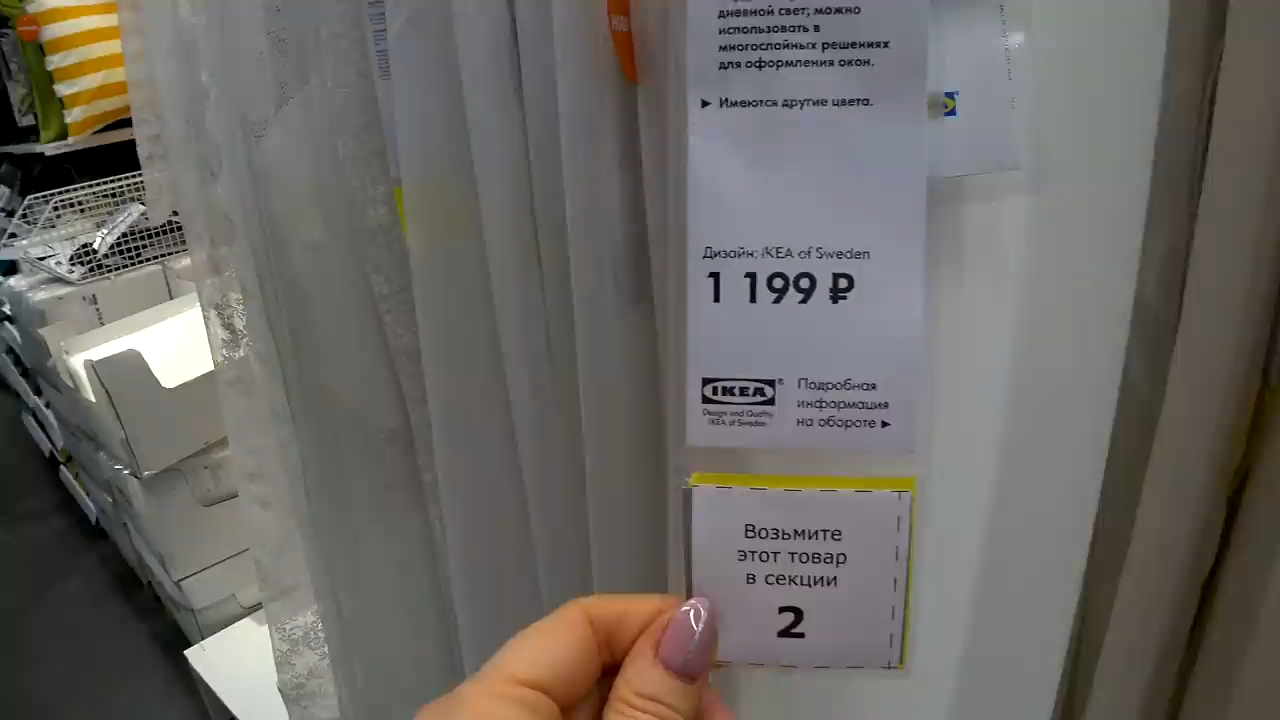 дневной свет; можно
использовать в
многослойных решениях
для оформления окон.
► Имеются другие цвета.
Дизайн: IKEA of Sweden
1 199 ₽
IKEA ®
Design and Quality
IKEA of Sweden
Подробная
информация
на обороте ►
Возьмите
этот товар
в секции
2